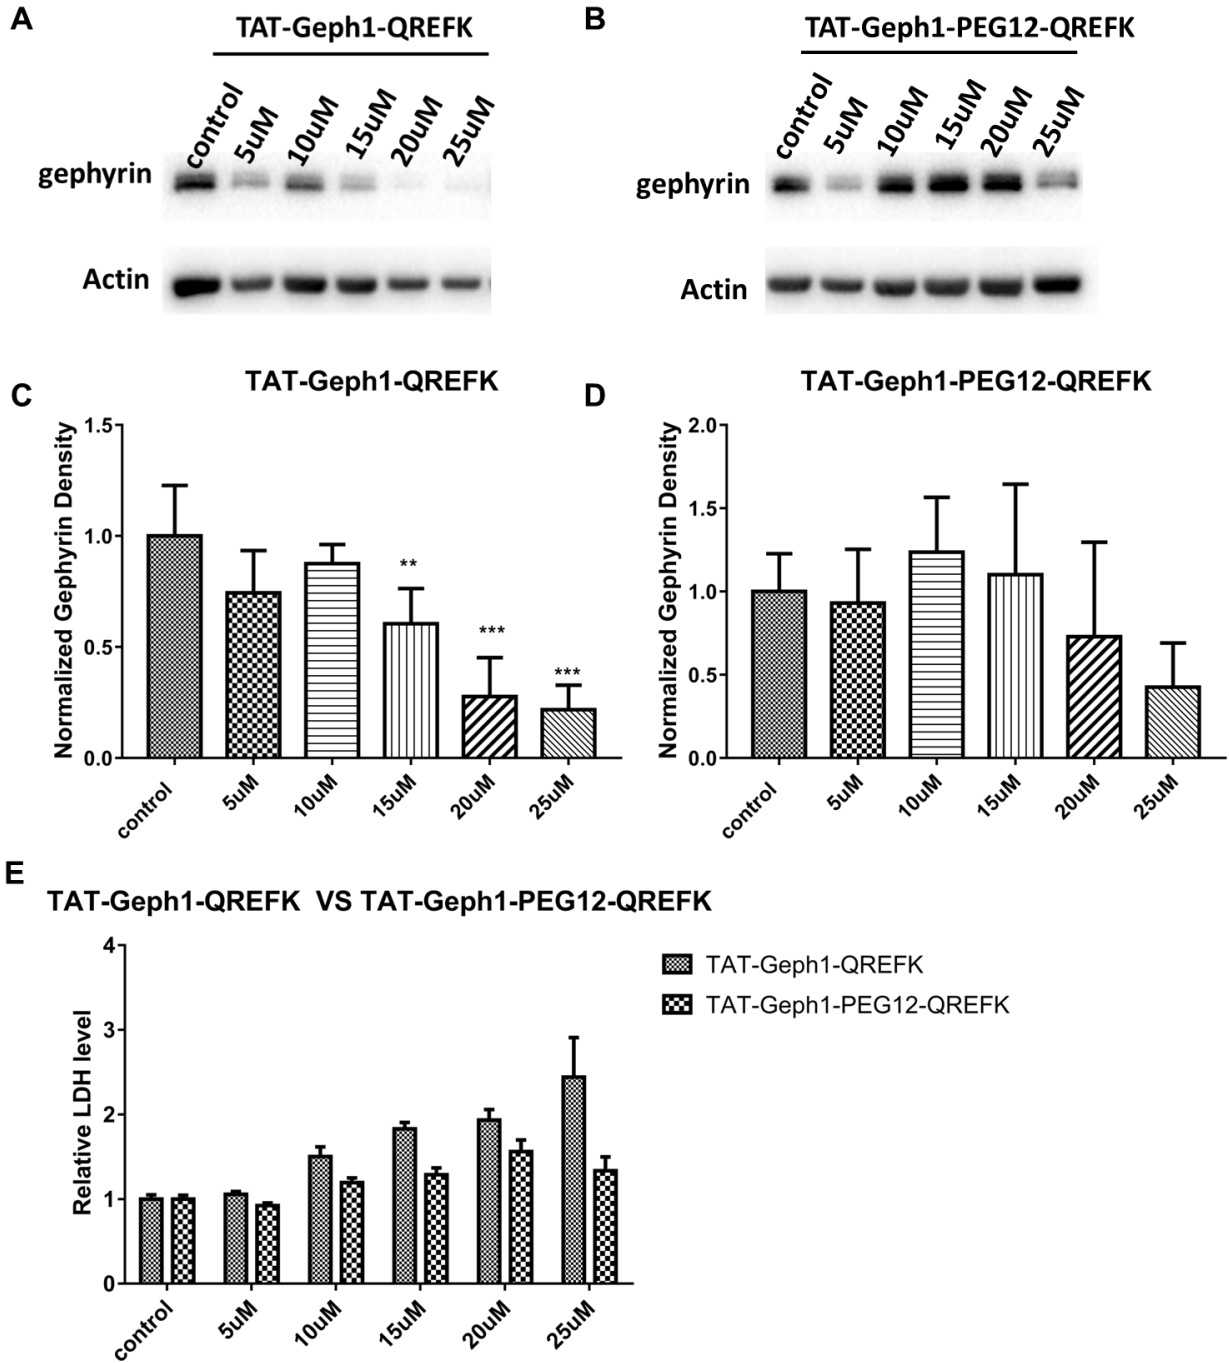 A
TAT-Geph1-QREFK
control
5uM
10uM
15uM
20uM
25uM
gephyrin
Actin
B
TAT-Geph1-PEG12-QREFK
control
5uM
10uM
15uM
20uM
25uM
gephyrin
Actin
C
TAT-Geph1-QREFK
Normalized Gephyrin Density
1.5
1.0
0.5
0.0
**
***
***
control
5uM
10uM
15uM
20uM
25uM
D
TAT-Geph1-PEG12-QREFK
Normalized Gephyrin Density
2.0
1.5
1.0
0.5
0.0
control
5uM
10uM
15uM
20uM
25uM
E
TAT-Geph1-QREFK VS TAT-Geph1-PEG12-QREFK
Relative LDH level
4
3
2
1
0
control
5uM
10uM
15uM
20uM
25uM
TAT-Geph1-QREFK
TAT-Geph1-PEG12-QREFK